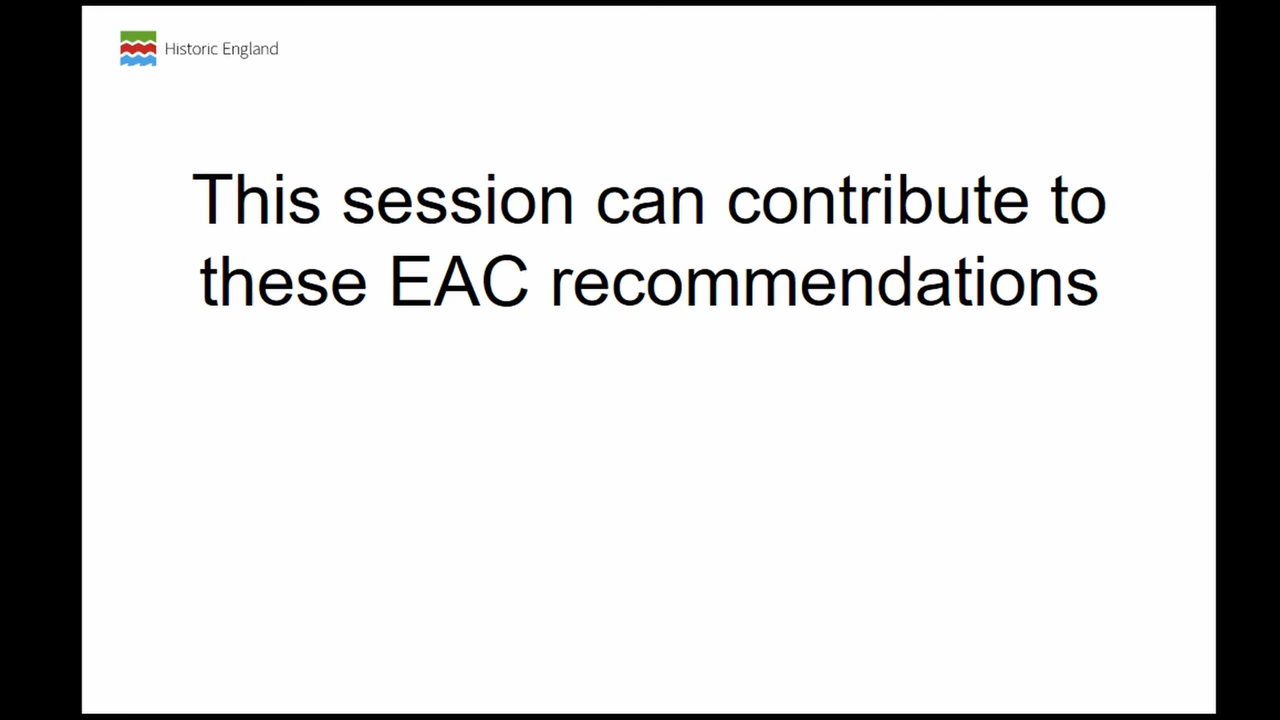 Historic England
This session can contribute to
these EAC recommendations